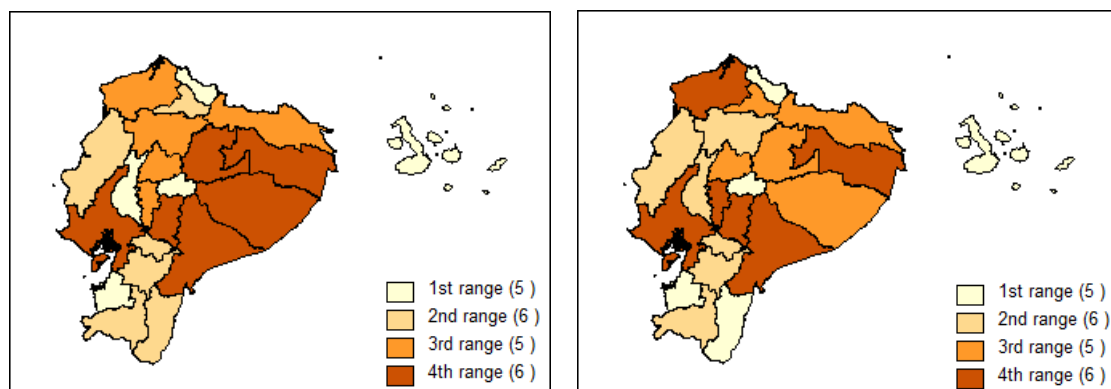 1st range (5 )
2nd range (6 )
3rd range (5 )
4th range (6 )
1st range (5 )
2nd range (6 )
3rd range (5 )
4th range (6 )